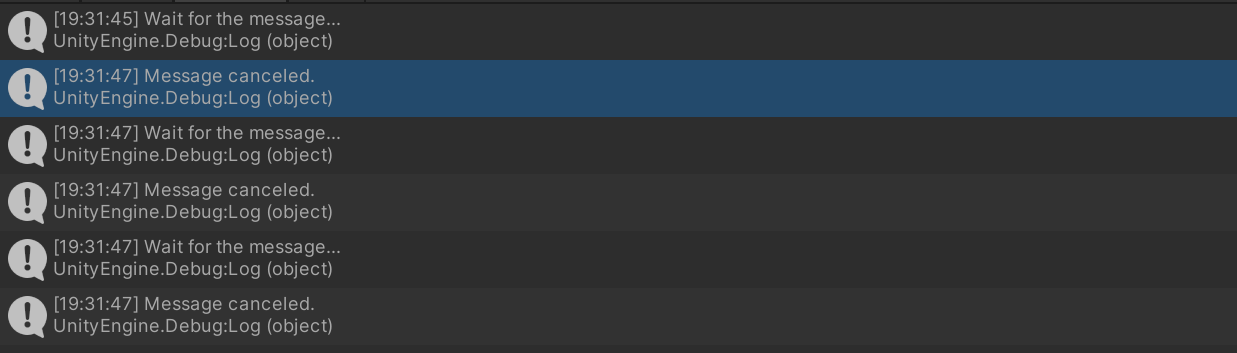 [19:31:45] Wait for the message...
UnityEngine.Debug:Log (object)
[19:31:47] Message canceled.
UnityEngine.Debug:Log (object)
[19:31:47] Wait for the message...
UnityEngine.Debug:Log (object)
[19:31:47] Message canceled.
UnityEngine.Debug:Log (object)
[19:31:47] Wait for the message...
UnityEngine.Debug:Log (object)
[19:31:47] Message canceled.
UnityEngine.Debug:Log (object)